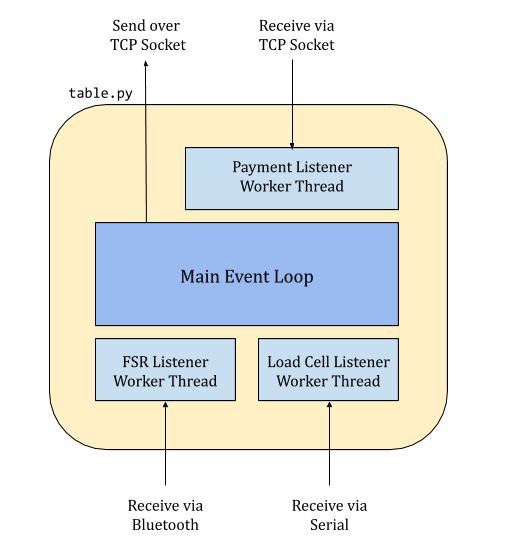 Send over
TCP Socket
Receive via
TCP Socket
table.py
Payment Listener
Worker Thread
Main Event Loop
FSR Listener
Worker Thread
Load Cell Listener
Worker Thread
Receive via
Bluetooth
Receive via
Serial